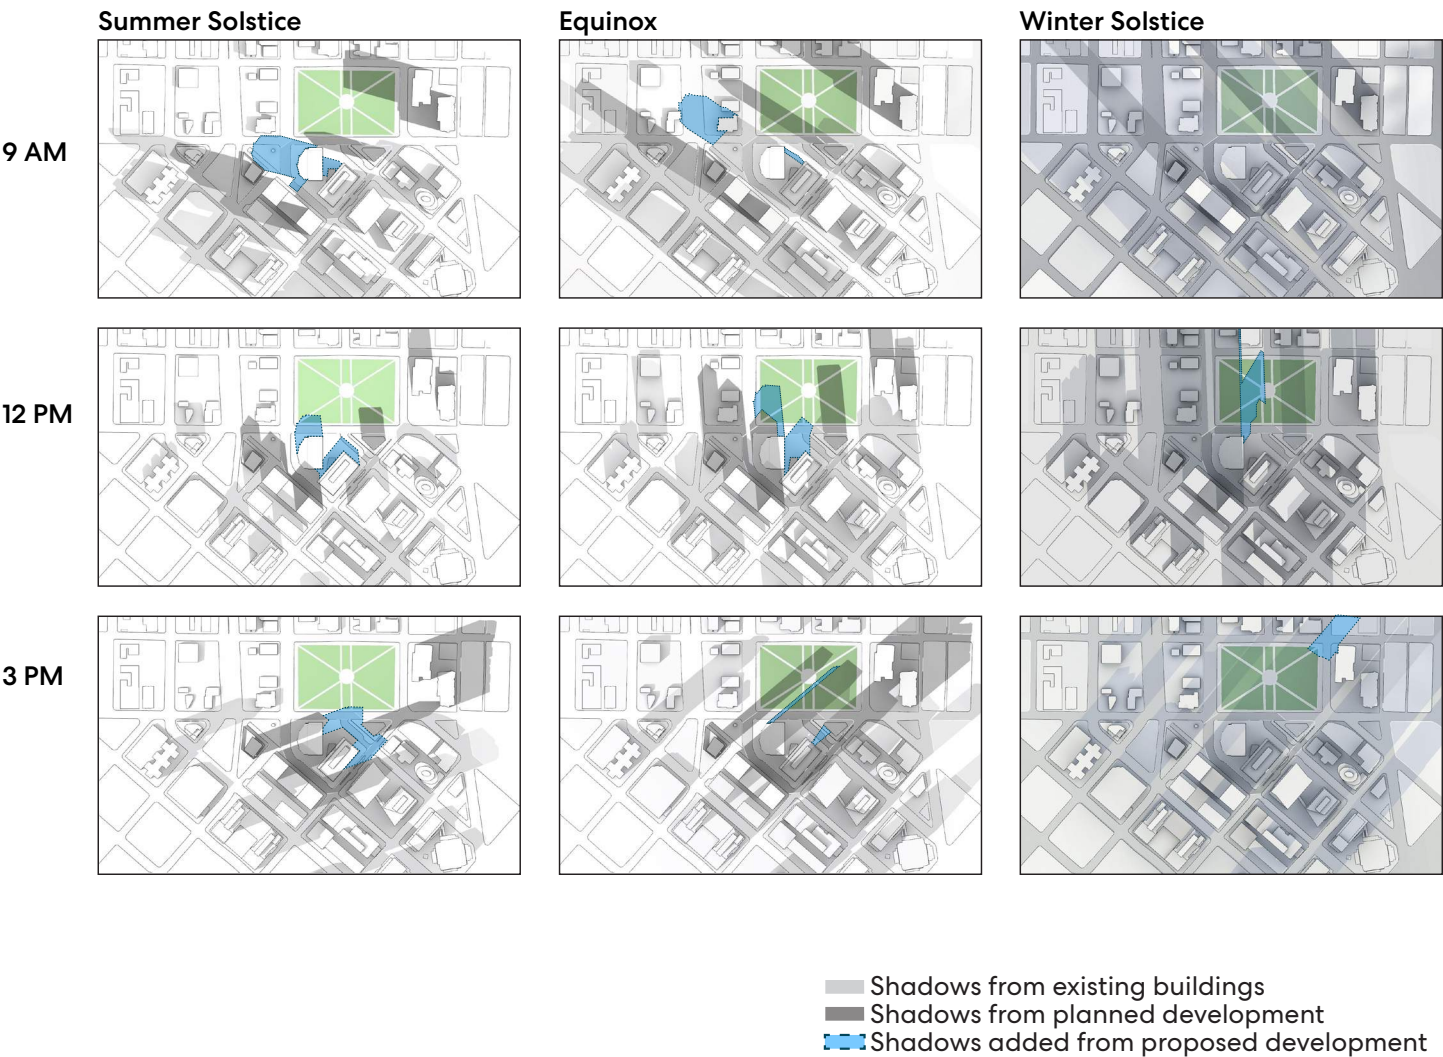 Summer Solstice
Equinox
Winter Solstice
9 AM
12 PM
3 PM
Shadows from existing buildings
Shadows from planned development
Shadows added from proposed development